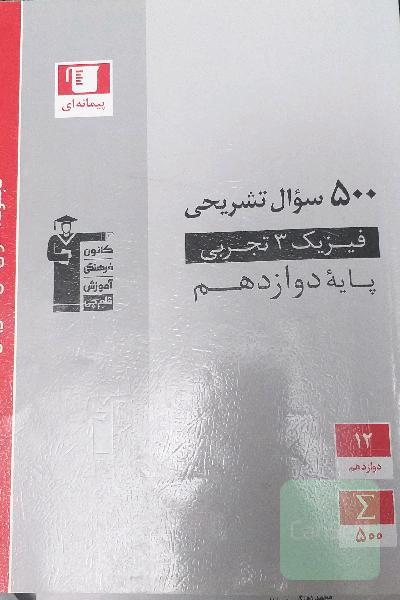 پیمانه‌ای
۵۰۰ سؤال تشریحی
فیزیک ۳ تجربی
پایهٔ دوازدهم
کانون
فرهنگی
آموزش
قلم‌چی
۱۲
دوازدهم
Σ
۵۰۰